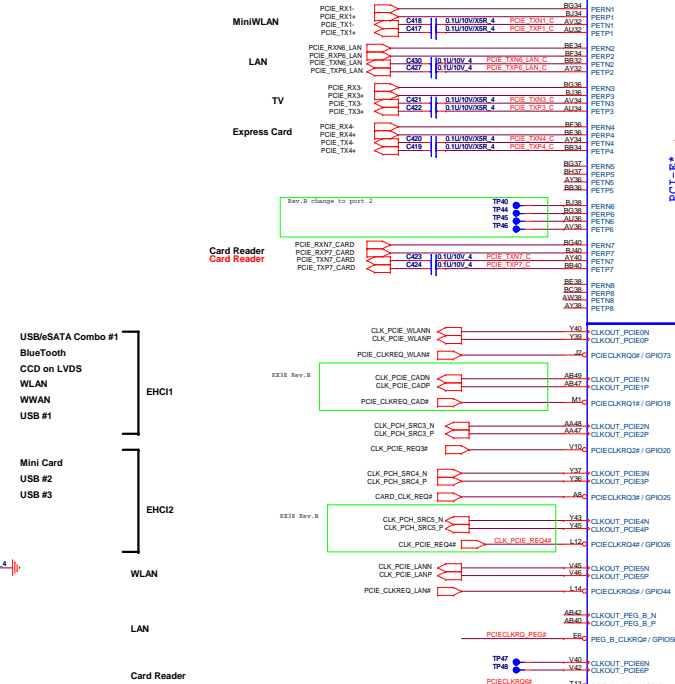 MiniWLAN
PCIE_RX1- BG34 PERN1
PCIE_RX1+ BJ34 PERP1
PCIE_TX1- C418 0.1U/10V/X5R_4 PCIE_TXN1_C AV32 PETN1
PCIE_TX1+ C417 0.1U/10V/X5R_4 PCIE_TXP1_C AU32 PETP1
LAN
PCIE_RXN6_LAN BE34 PERN2
PCIE_RXP6_LAN BF34 PERP2
PCIE_TXN6_LAN C430 0.1U/10V_4 PCIE_TXN6_LAN_C BB32 PETN2
PCIE_TXP6_LAN C427 0.1U/10V_4 PCIE_TXP6_LAN_C AY32 PETP2
TV
PCIE_RX3- BG36 PERN3
PCIE_RX3+ BJ36 PERP3
PCIE_TX3- C421 0.1U/10V/X5R_4 PCIE_TXN3_C AV34 PETN3
PCIE_TX3+ C422 0.1U/10V/X5R_4 PCIE_TXP3_C AU34 PETP3
Express Card
PCIE_RX4- BF36 PERN4
PCIE_RX4+ BE36 PERP4
PCIE_TX4- C420 0.1U/10V/X5R_4 PCIE_TXN4_C AY34 PETN4
PCIE_TX4+ C419 0.1U/10V/X5R_4 PCIE_TXP4_C BB34 PETP4
BG37 PERN5
BH37 PERP5
AY36 PETN5
BB36 PETP5
Rev.B change to port 2
TP40 BJ38 PERN6
TP44 BG38 PERP6
TP45 AU36 PETN6
TP46 AV36 PETP6
Card Reader
Card Reader
PCIE_RXN7_CARD BG40 PERN7
PCIE_RXP7_CARD BJ40 PERP7
PCIE_TXN7_CARD C423 0.1U/10V_4 PCIE_TXN7_C AY40 PETN7
PCIE_TXP7_CARD C424 0.1U/10V_4 PCIE_TXP7_C BB40 PETP7
BE38 PERN8
BC38 PERP8
AW38 PETN8
AY38 PETP8
PCI-E*
CLK_PCIE_WLANN Y40 CLKOUT_PCIE0N
CLK_PCIE_WLANP Y39 CLKOUT_PCIE0P
PCIE_CLKREQ_WLAN# J2 PCIECLKRQ0# / GPIO73
KE3Z Rev.B
CLK_PCIE_CADN AB49 CLKOUT_PCIE1N
CLK_PCIE_CADP AB47 CLKOUT_PCIE1P
PCIE_CLKREQ_CAD# M1 PCIECLKRQ1# / GPIO18
CLK_PCH_SRC3_N AA48 CLKOUT_PCIE2N
CLK_PCH_SRC3_P AA47 CLKOUT_PCIE2P
CLK_PCIE_REQ3# V10 PCIECLKRQ2# / GPIO20
CLK_PCH_SRC4_N Y37 CLKOUT_PCIE3N
CLK_PCH_SRC4_P Y36 CLKOUT_PCIE3P
CARD_CLK_REQ# A8 PCIECLKRQ3# / GPIO25
KE3Z Rev.B
CLK_PCH_SRC5_N Y43 CLKOUT_PCIE4N
CLK_PCH_SRC5_P Y45 CLKOUT_PCIE4P
CLK_PCIE_REQ4# CLK_PCIE_REQ4# L12 PCIECLKRQ4# / GPIO26
CLK_PCIE_LANN V45 CLKOUT_PCIE5N
CLK_PCIE_LANP V46 CLKOUT_PCIE5P
PCIE_CLKREQ_LAN# L14 PCIECLKRQ5# / GPIO44
AB42 CLKOUT_PEG_B_N
AB40 CLKOUT_PEG_B_P
PCIECLKRQ_PEG# E6 PEG_B_CLKRQ# / GPIO56
TP47 V40 CLKOUT_PCIE6N
TP48 V42 CLKOUT_PCIE6P
PCIECLKRQ6# T13
USB/eSATA Combo #1
BlueTooth
CCD on LVDS
WLAN
WWAN
USB #1
EHCI1
Mini Card
USB #2
USB #3
EHCI2
WLAN
LAN
Card Reader